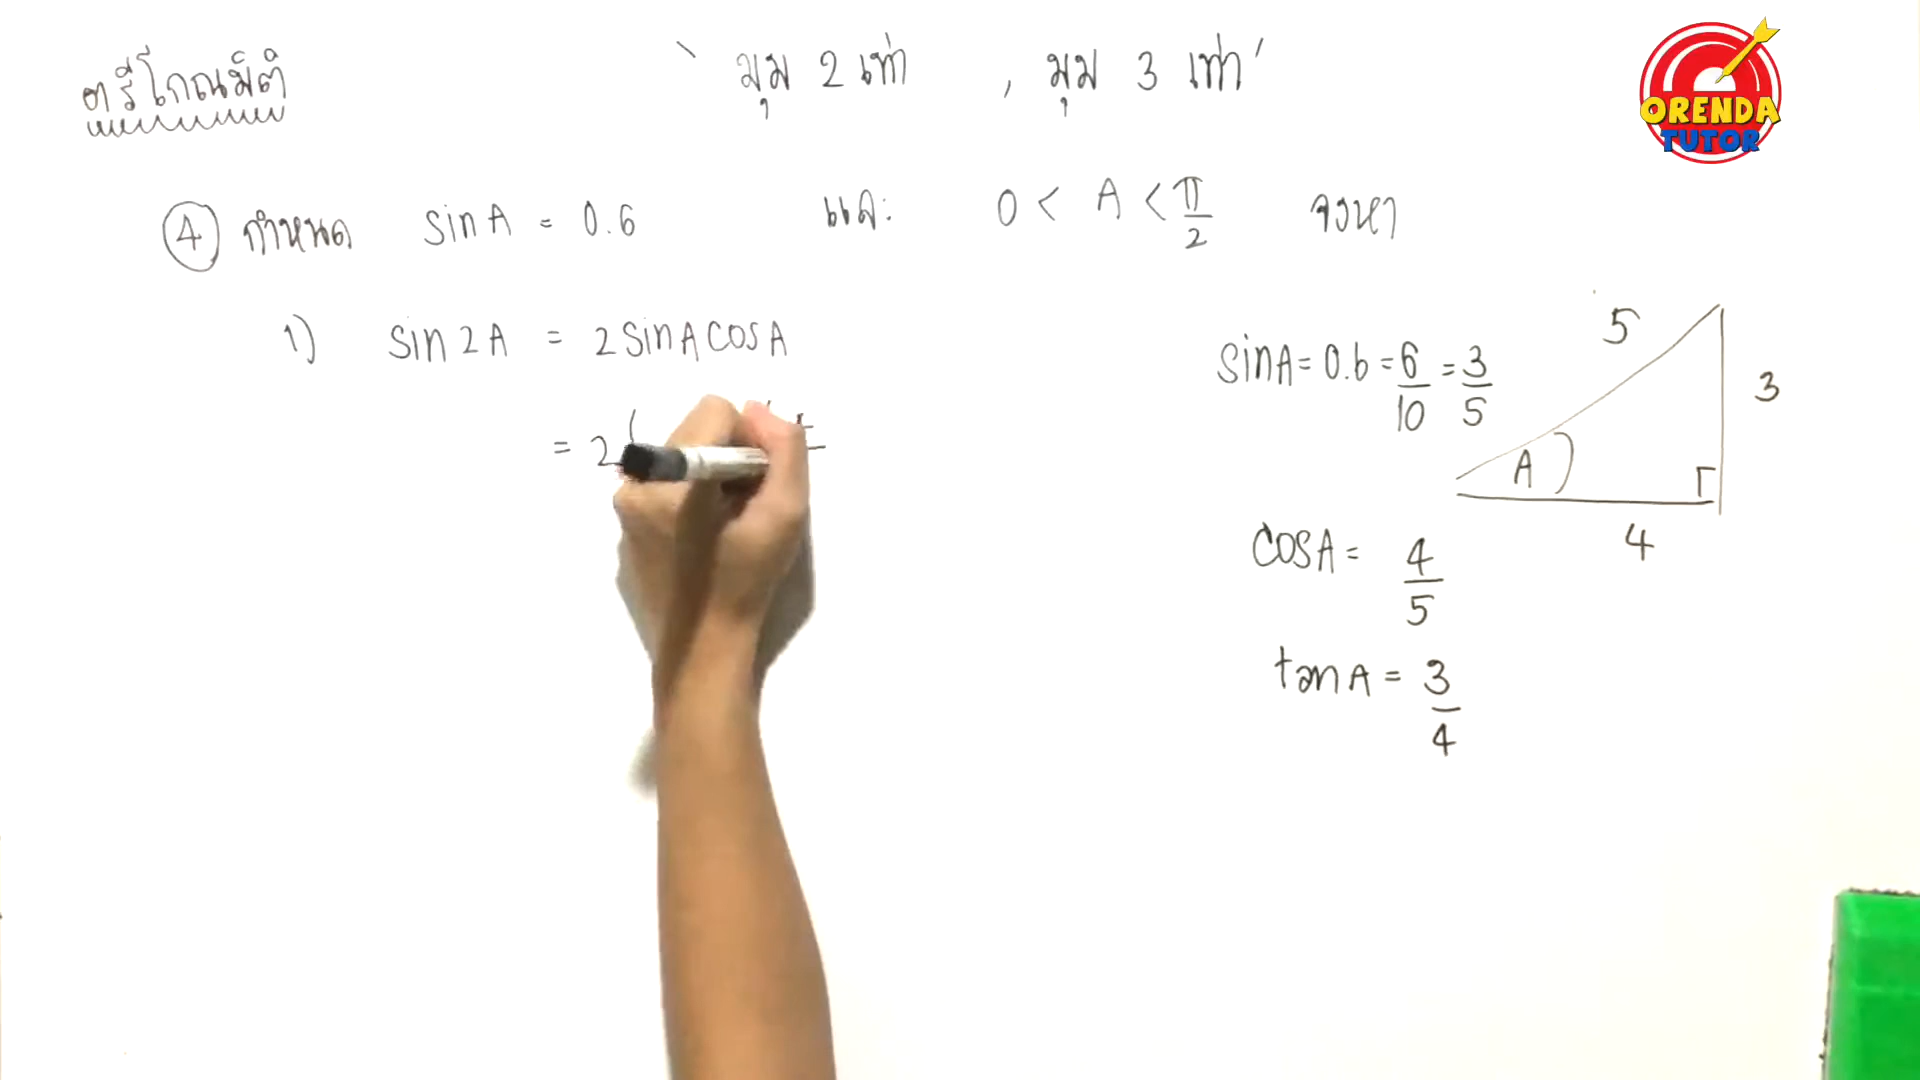 ตรีโกณมิติ
` มุม 2 เท่า , มุม 3 เท่า '
ORENDA
TUTOR
④ กำหนด sin A = 0.6 และ 0 < A < π/2 จงหา
1) sin 2A = 2 sin A cos A
= 2(
sin A = 0.6 = 6/10 = 3/5
5
3
A
4
cos A = 4/5
tan A = 3/4